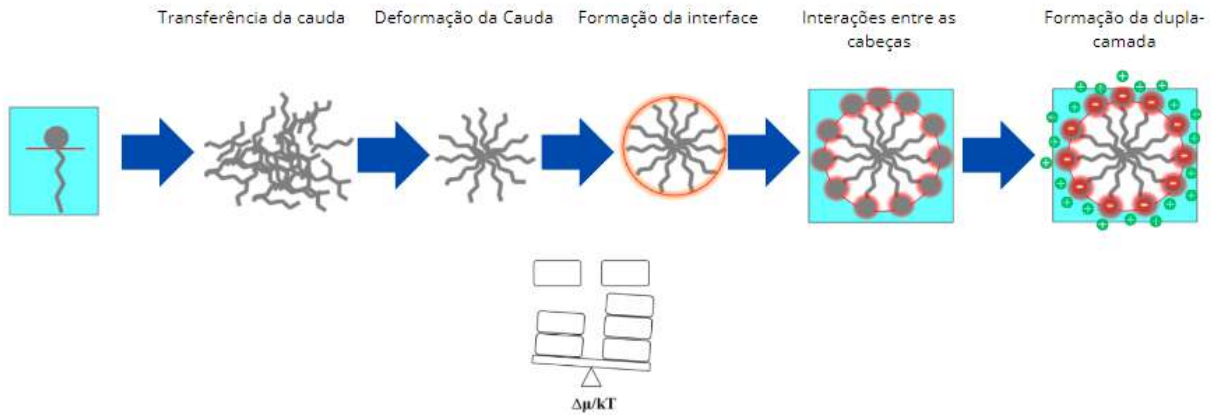 Transferência da cauda
Deformação da Cauda
Formação da interface
Interações entre as
cabeças
Formação da dupla-
camada
Δμ/kT